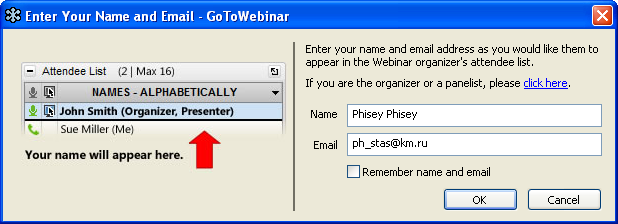 Enter Your Name and Email - GoToWebinar
Attendee List (2 | Max 16)
NAMES - ALPHABETICALLY
John Smith (Organizer, Presenter)
Sue Miller (Me)
Your name will appear here.
Enter your name and email address as you would like them to
appear in the Webinar organizer's attendee list.
If you are the organizer or a panelist, please click here.
Name Phisey Phisey
Email ph_stas@km.ru
Remember name and email
OK Cancel